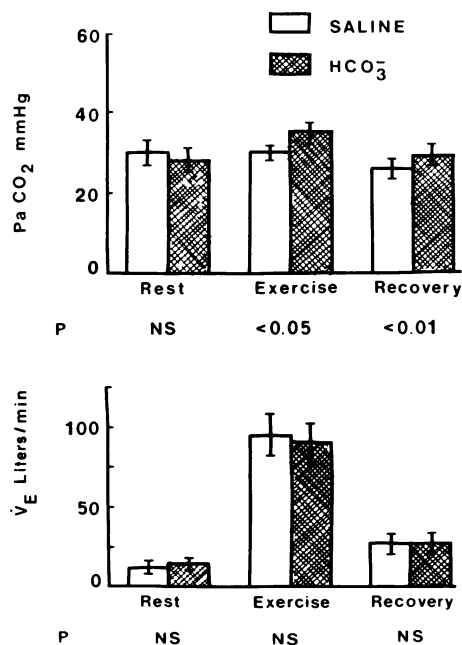 SALINE
HCO₃⁻
Pa CO₂ mmHg
60
40
20
0
Rest Exercise Recovery
P NS <0.05 <0.01
V̇E Liters/min
100
50
0
Rest Exercise Recovery
P NS NS NS